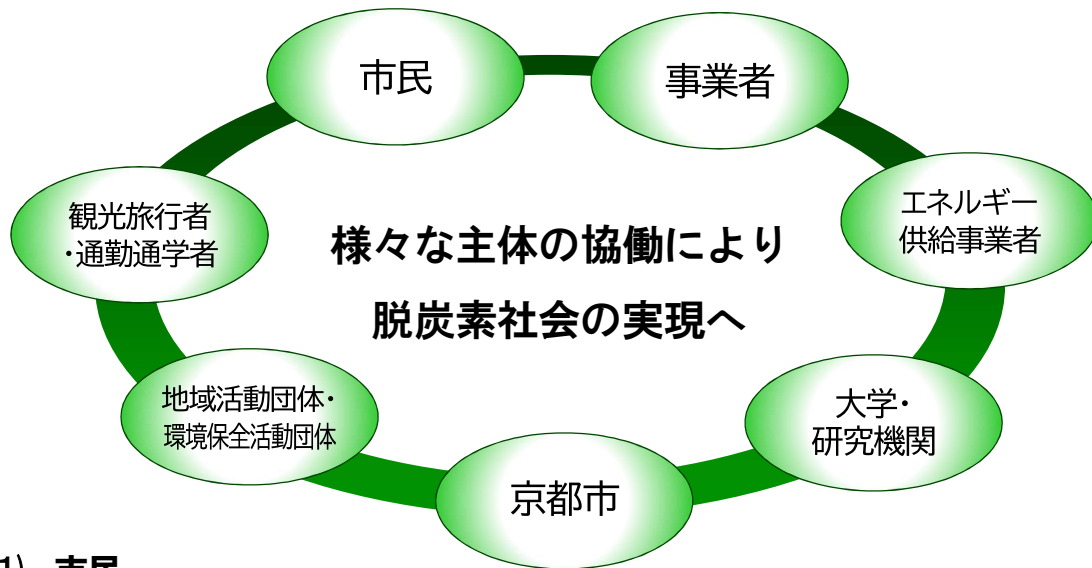 市民
事業者
観光旅行者
・通勤通学者
エネルギー
供給事業者
様々な主体の協働により
脱炭素社会の実現へ
地域活動団体・
環境保全活動団体
大学・
研究機関
京都市
1) 市民